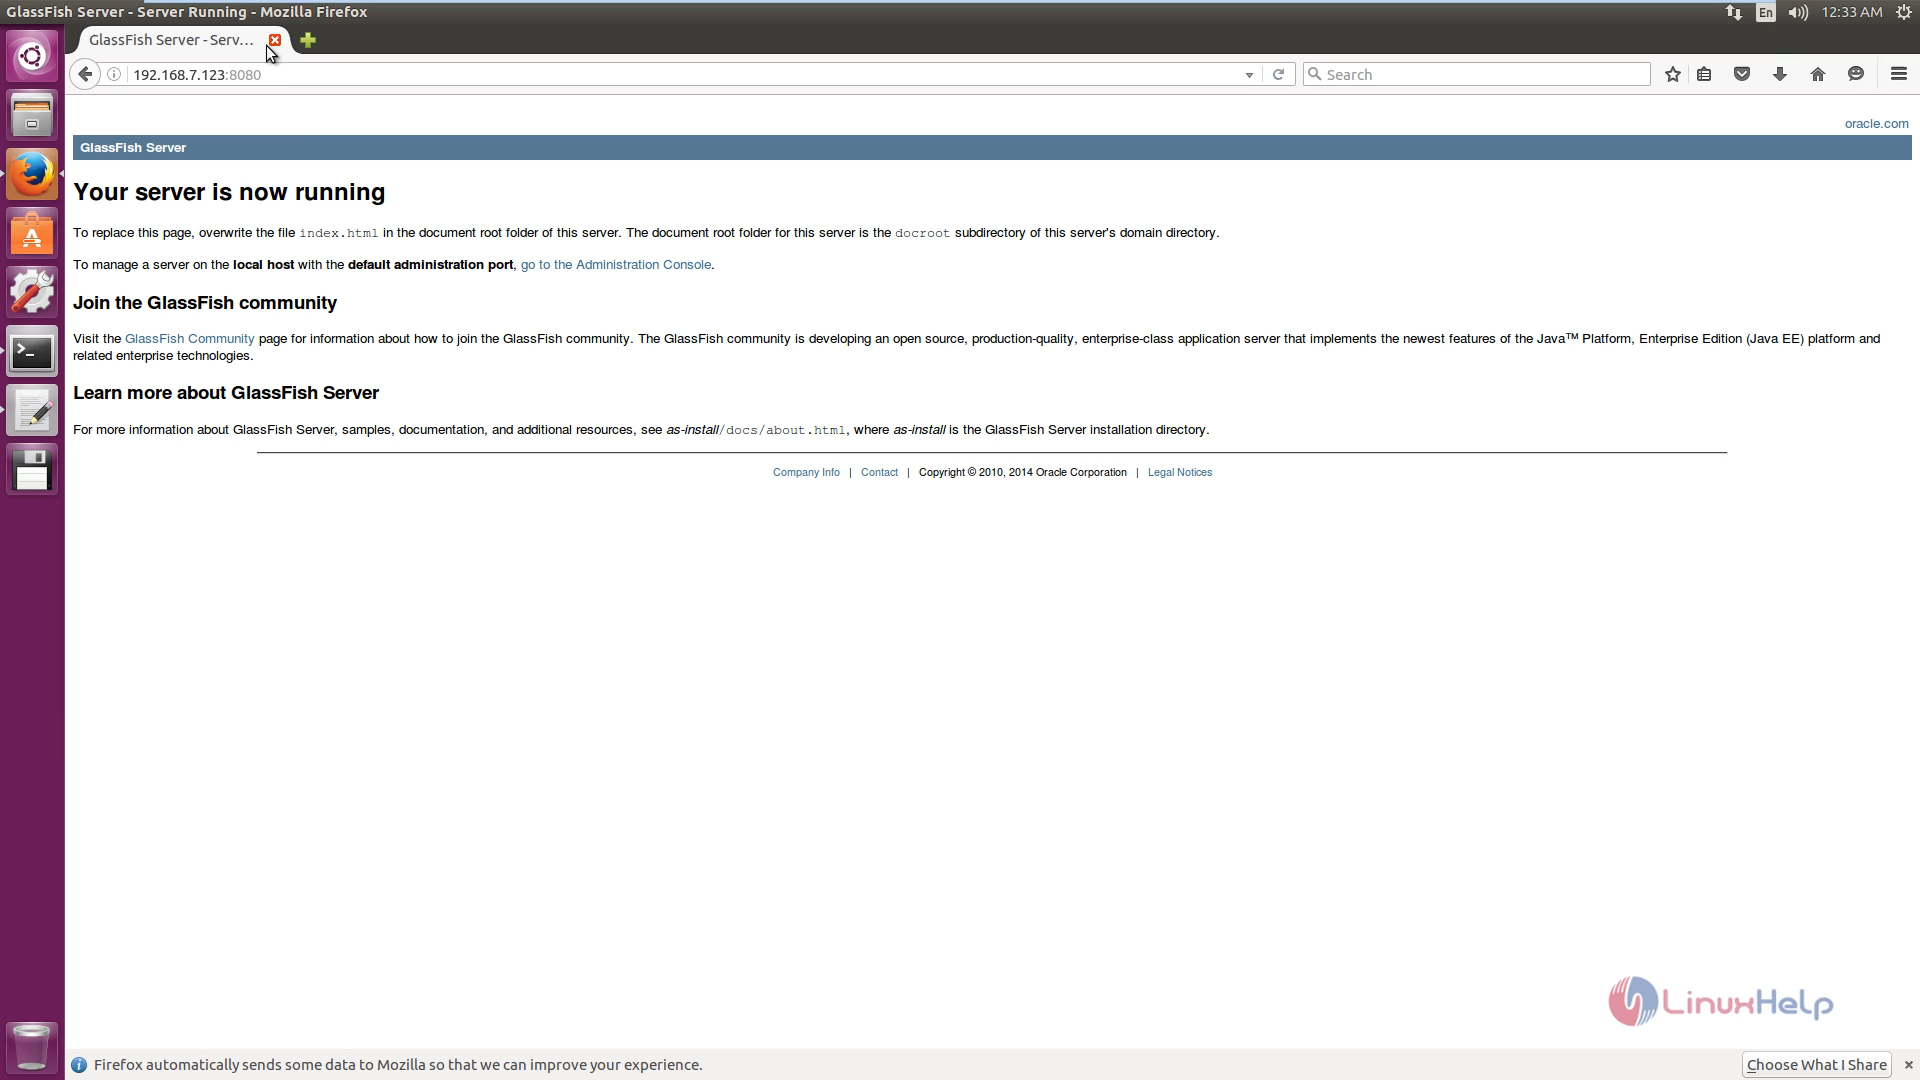 GlassFish Server - Server Running - Mozilla Firefox
En
12:33 AM
GlassFish Server - Serv...
192.168.7.123:8080
Search
oracle.com
GlassFish Server
Your server is now running
To replace this page, overwrite the file index.html in the document root folder of this server. The document root folder for this server is the docroot subdirectory of this server's domain directory.
To manage a server on the local host with the default administration port, go to the Administration Console.
Join the GlassFish community
Visit the GlassFish Community page for information about how to join the GlassFish community. The GlassFish community is developing an open source, production-quality, enterprise-class application server that implements the newest features of the Java™ Platform, Enterprise Edition (Java EE) platform and
related enterprise technologies.
Learn more about GlassFish Server
For more information about GlassFish Server, samples, documentation, and additional resources, see as-install/docs/about.html, where as-install is the GlassFish Server installation directory.
Company Info | Contact | Copyright © 2010, 2014 Oracle Corporation | Legal Notices
LinuxHelp
Firefox automatically sends some data to Mozilla so that we can improve your experience.
Choose What I Share